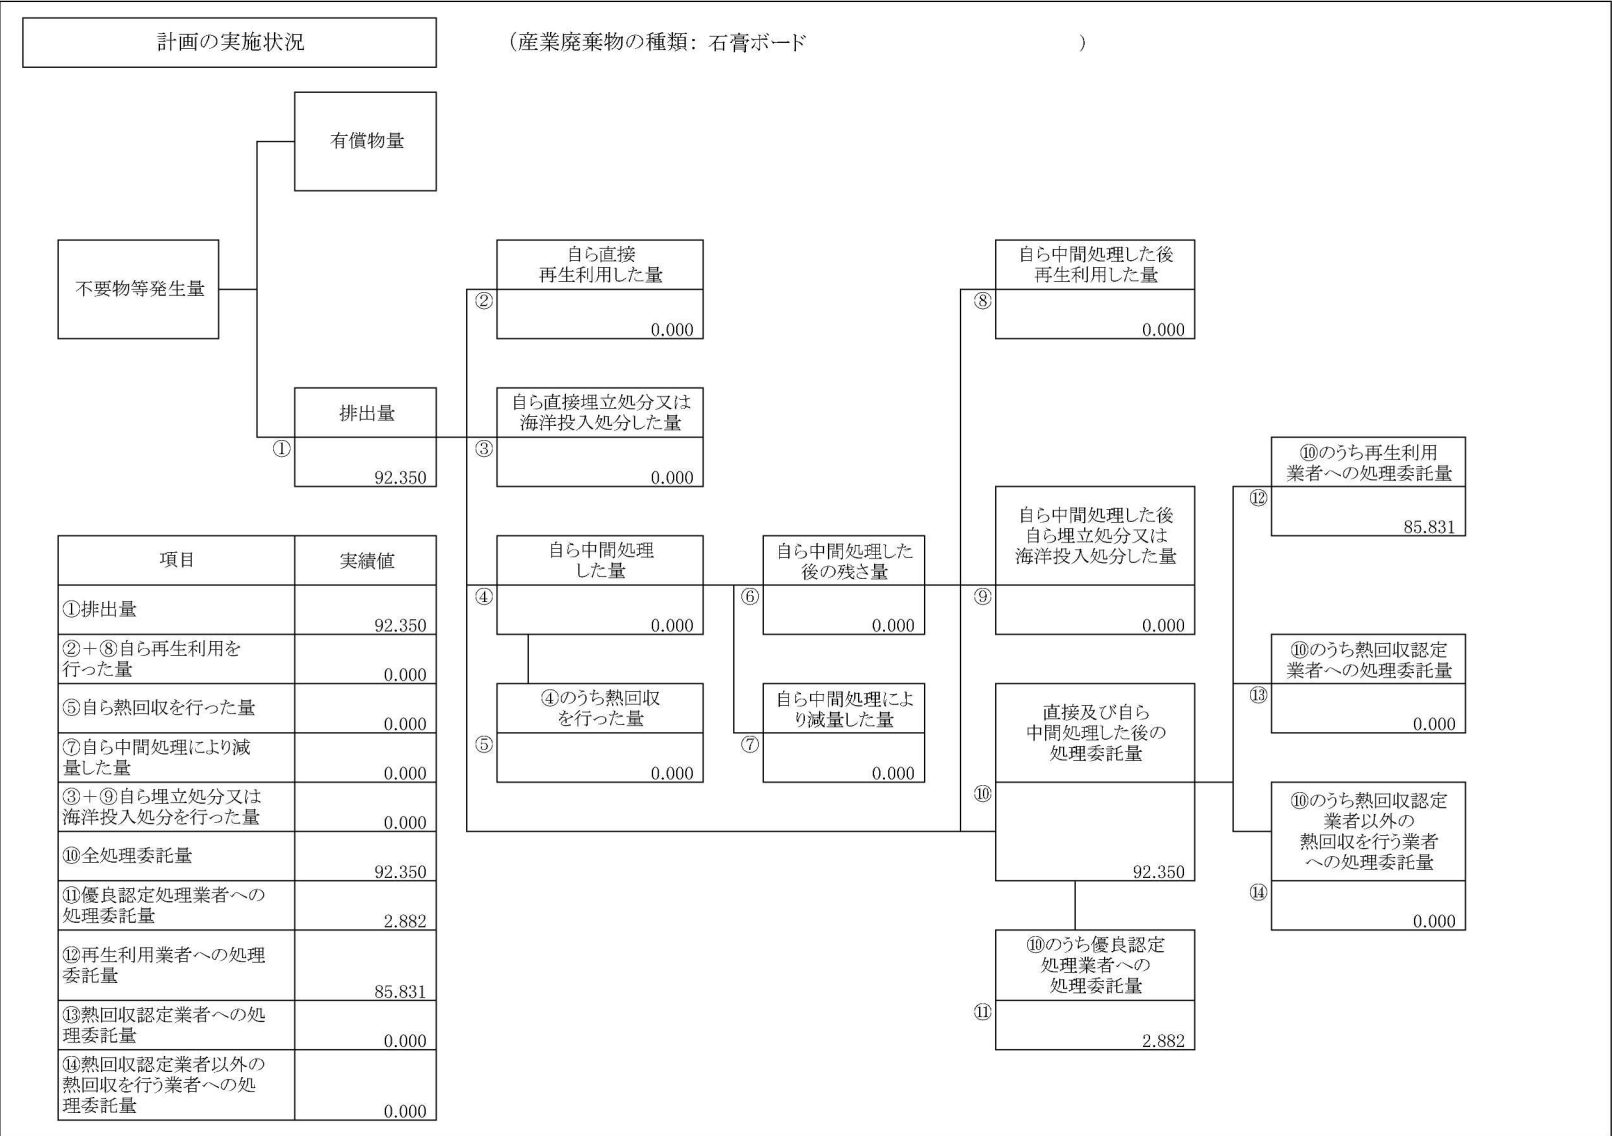 計画の実施状況
（産業廃棄物の種類： 石膏ボード ）
有償物量
不要物等発生量
排出量
①
92.350
自ら直接
再生利用した量
②
0.000
自ら直接埋立処分又は
海洋投入処分した量
③
0.000
自ら中間処理
した量
④
0.000
④のうち熱回収
を行った量
⑤
0.000
自ら中間処理した
後の残さ量
⑥
0.000
自ら中間処理によ
り減量した量
⑦
0.000
自ら中間処理した後
再生利用した量
⑧
0.000
自ら中間処理した後
自ら埋立処分又は
海洋投入処分した量
⑨
0.000
直接及び自ら
中間処理した後の
処理委託量
⑩
92.350
⑩のうち優良認定
処理業者への
処理委託量
⑪
2.882
⑩のうち再生利用
業者への処理委託量
⑫
85.831
⑩のうち熱回収認定
業者への処理委託量
⑬
0.000
⑩のうち熱回収認定
業者以外の
熱回収を行う業者
への処理委託量
⑭
0.000
項目 実績値
①排出量
92.350
②＋⑧自ら再生利用を
行った量
0.000
⑤自ら熱回収を行った量
0.000
⑦自ら中間処理により減
量した量
0.000
③＋⑨自ら埋立処分又は
海洋投入処分を行った量
0.000
⑩全処理委託量
92.350
⑪優良認定処理業者への
処理委託量
2.882
⑫再生利用業者への処理
委託量
85.831
⑬熱回収認定業者への処
理委託量
0.000
⑭熱回収認定業者以外の
熱回収を行う業者への処
理委託量
0.000